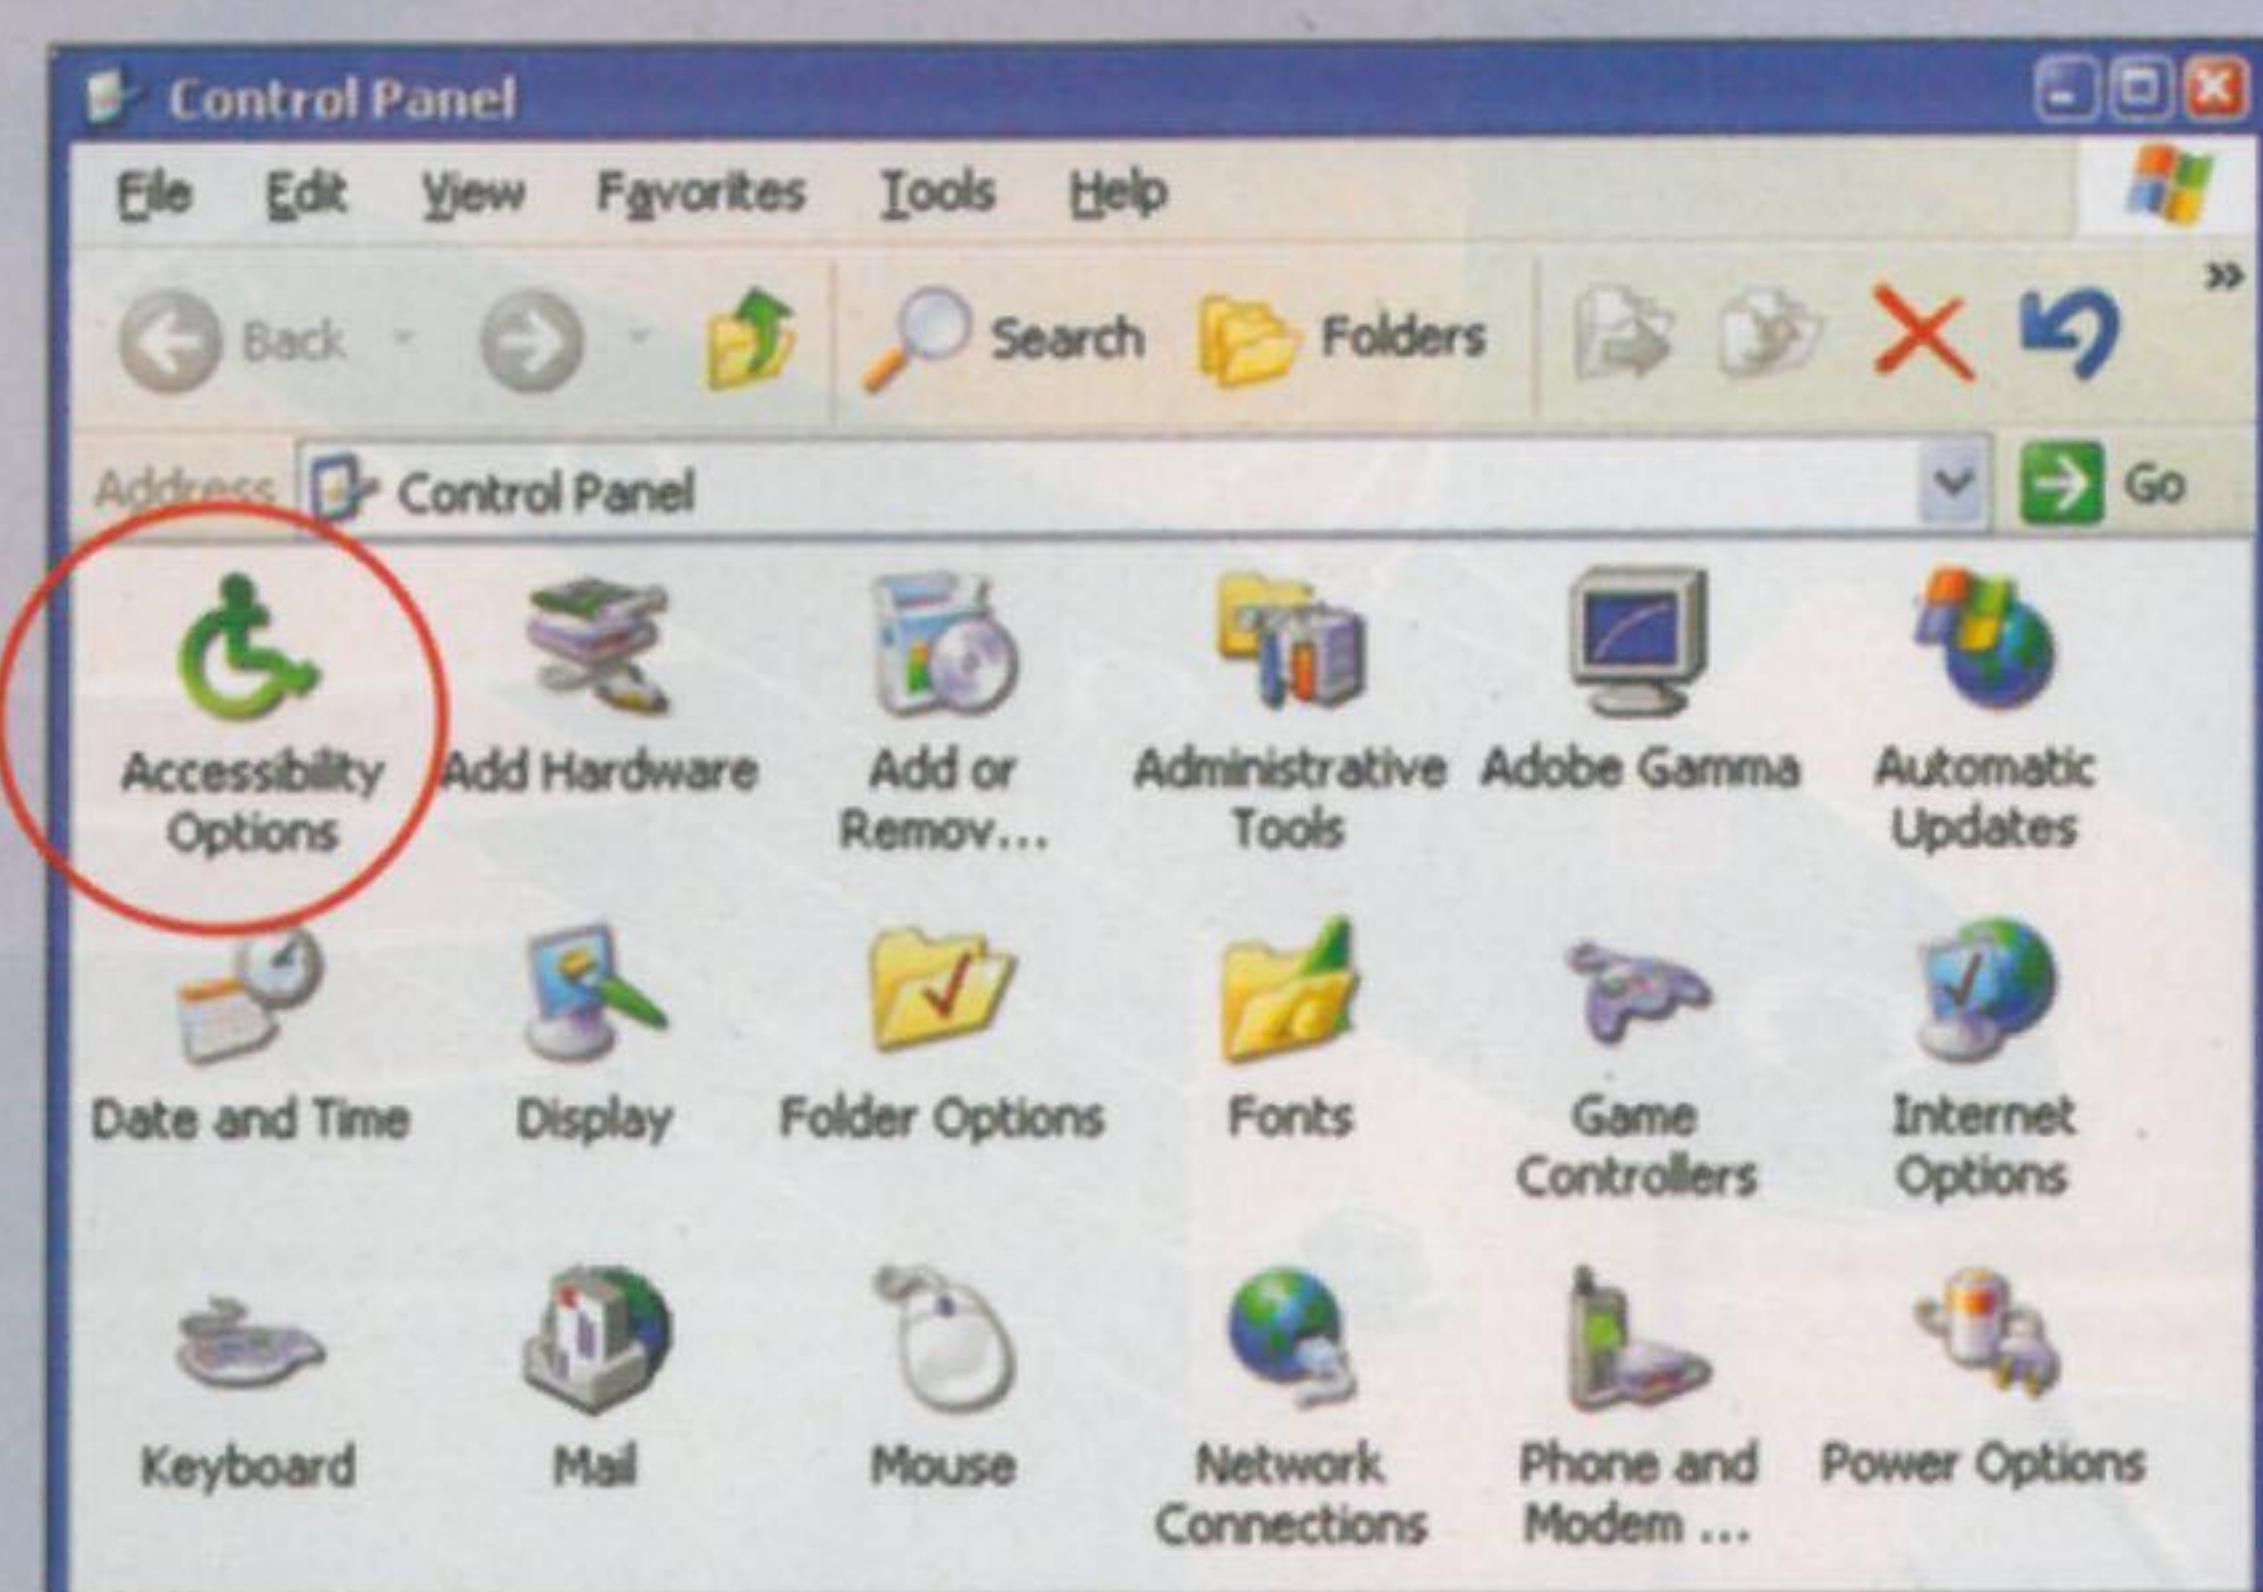 Control Panel
File Edit View Favorites Tools Help
Back Search Folders »
Address Control Panel Go
Accessibility Options
Add Hardware
Add or Remov...
Administrative Tools
Adobe Gamma
Automatic Updates
Date and Time
Display
Folder Options
Fonts
Game Controllers
Internet Options
Keyboard
Mail
Mouse
Network Connections
Phone and Modem ...
Power Options